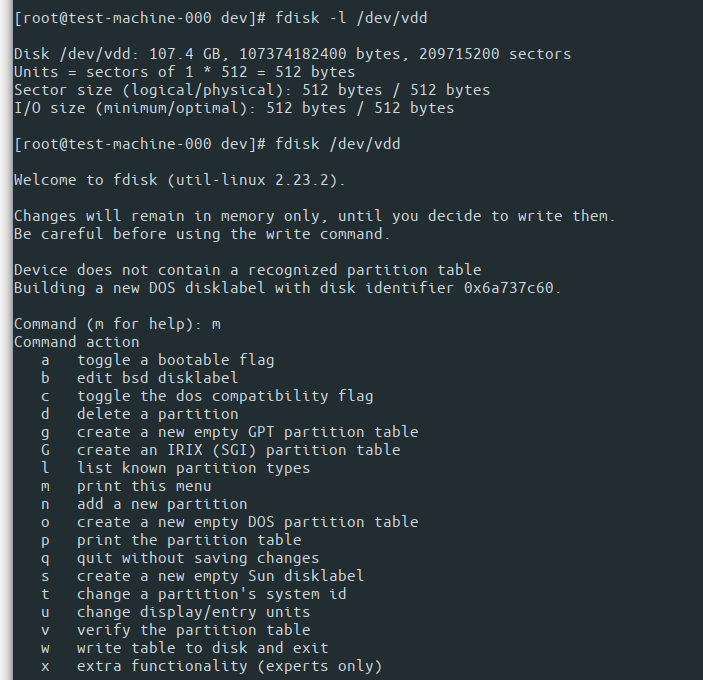 [root@test-machine-000 dev]# fdisk -l /dev/vdd
Disk /dev/vdd: 107.4 GB, 107374182400 bytes, 209715200 sectors
Units = sectors of 1 * 512 = 512 bytes
Sector size (logical/physical): 512 bytes / 512 bytes
I/O size (minimum/optimal): 512 bytes / 512 bytes
[root@test-machine-000 dev]# fdisk /dev/vdd
Welcome to fdisk (util-linux 2.23.2).
Changes will remain in memory only, until you decide to write them.
Be careful before using the write command.
Device does not contain a recognized partition table
Building a new DOS disklabel with disk identifier 0x6a737c60.
Command (m for help): m
Command action
a   toggle a bootable flag
b   edit bsd disklabel
c   toggle the dos compatibility flag
d   delete a partition
g   create a new empty GPT partition table
G   create an IRIX (SGI) partition table
l   list known partition types
m   print this menu
n   add a new partition
o   create a new empty DOS partition table
p   print the partition table
q   quit without saving changes
s   create a new empty Sun disklabel
t   change a partition's system id
u   change display/entry units
v   verify the partition table
w   write table to disk and exit
x   extra functionality (experts only)